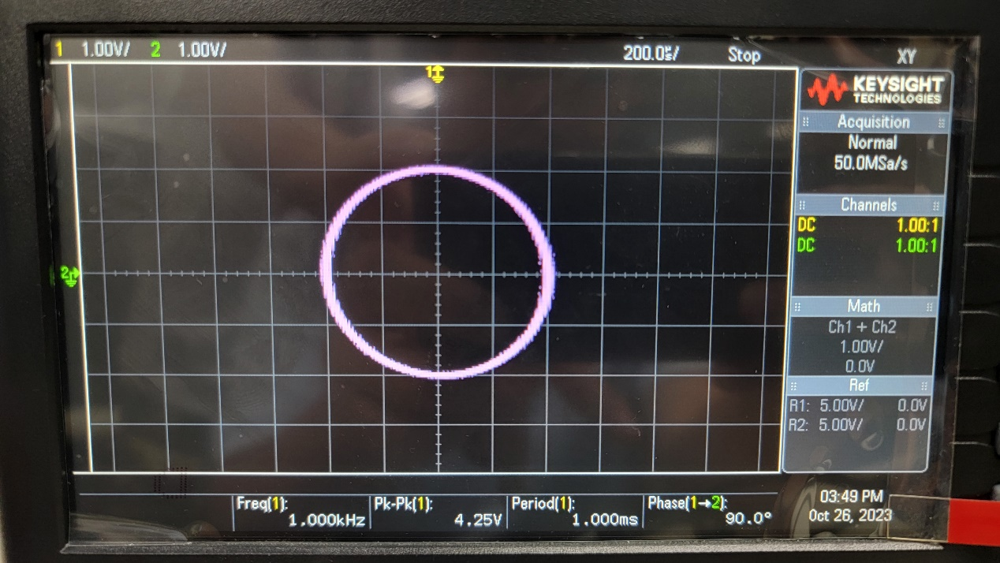 1 1.00V/ 2 1.00V/ 200.0us/ Stop XY
1
KEYSIGHT
TECHNOLOGIES
Acquisition
Normal
50.0MSa/s
Channels
DC 1.00:1
DC 1.00:1
2
Math
Ch1 + Ch2
1.00V/
0.0V
Ref
R1: 5.00V/ 0.0V
R2: 5.00V/ 0.0V
Freq(1): Pk-Pk(1): Period(1): Phase(1→2):
1.000kHz 4.25V 1.000ms 90.0°
03:49 PM
Oct 26, 2023